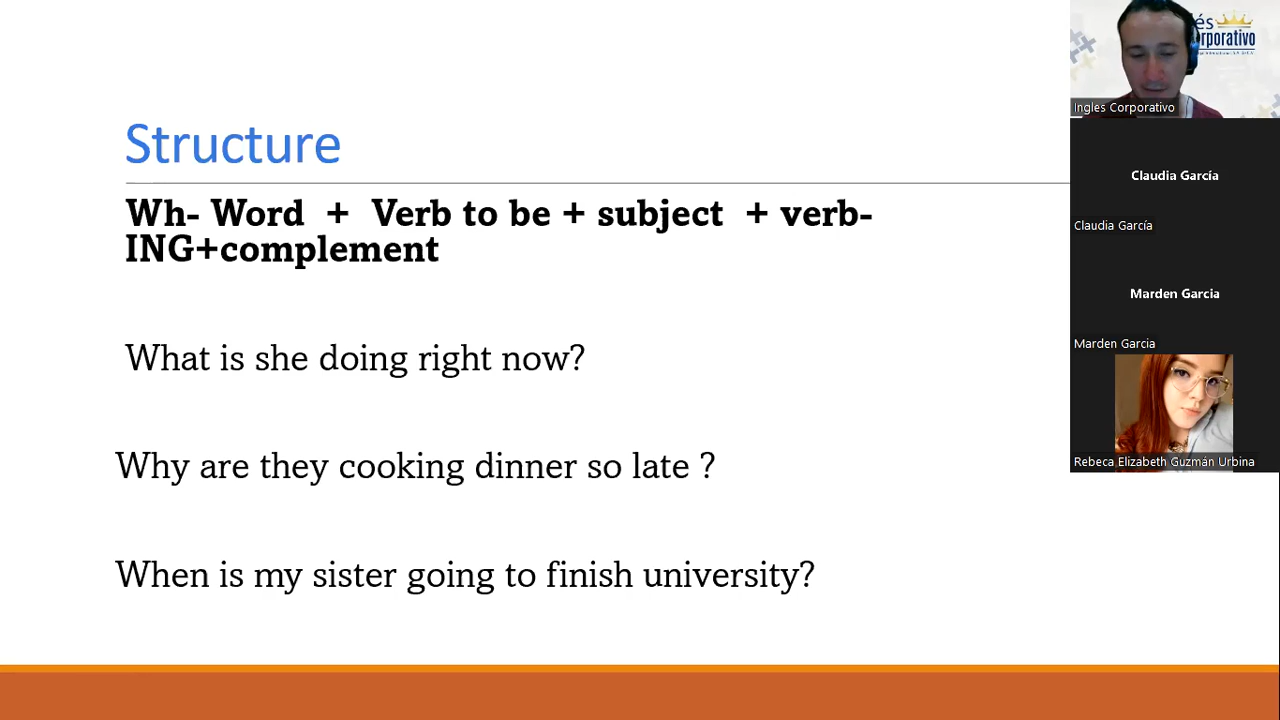 Structure
Wh- Word + Verb to be + subject + verb-
ING+complement
What is she doing right now?
Why are they cooking dinner so late ?
When is my sister going to finish university?
és
rporativo
Ingles Corporativo
Claudia García
Claudia García
Marden Garcia
Marden Garcia
Rebeca Elizabeth Guzmán Urbina